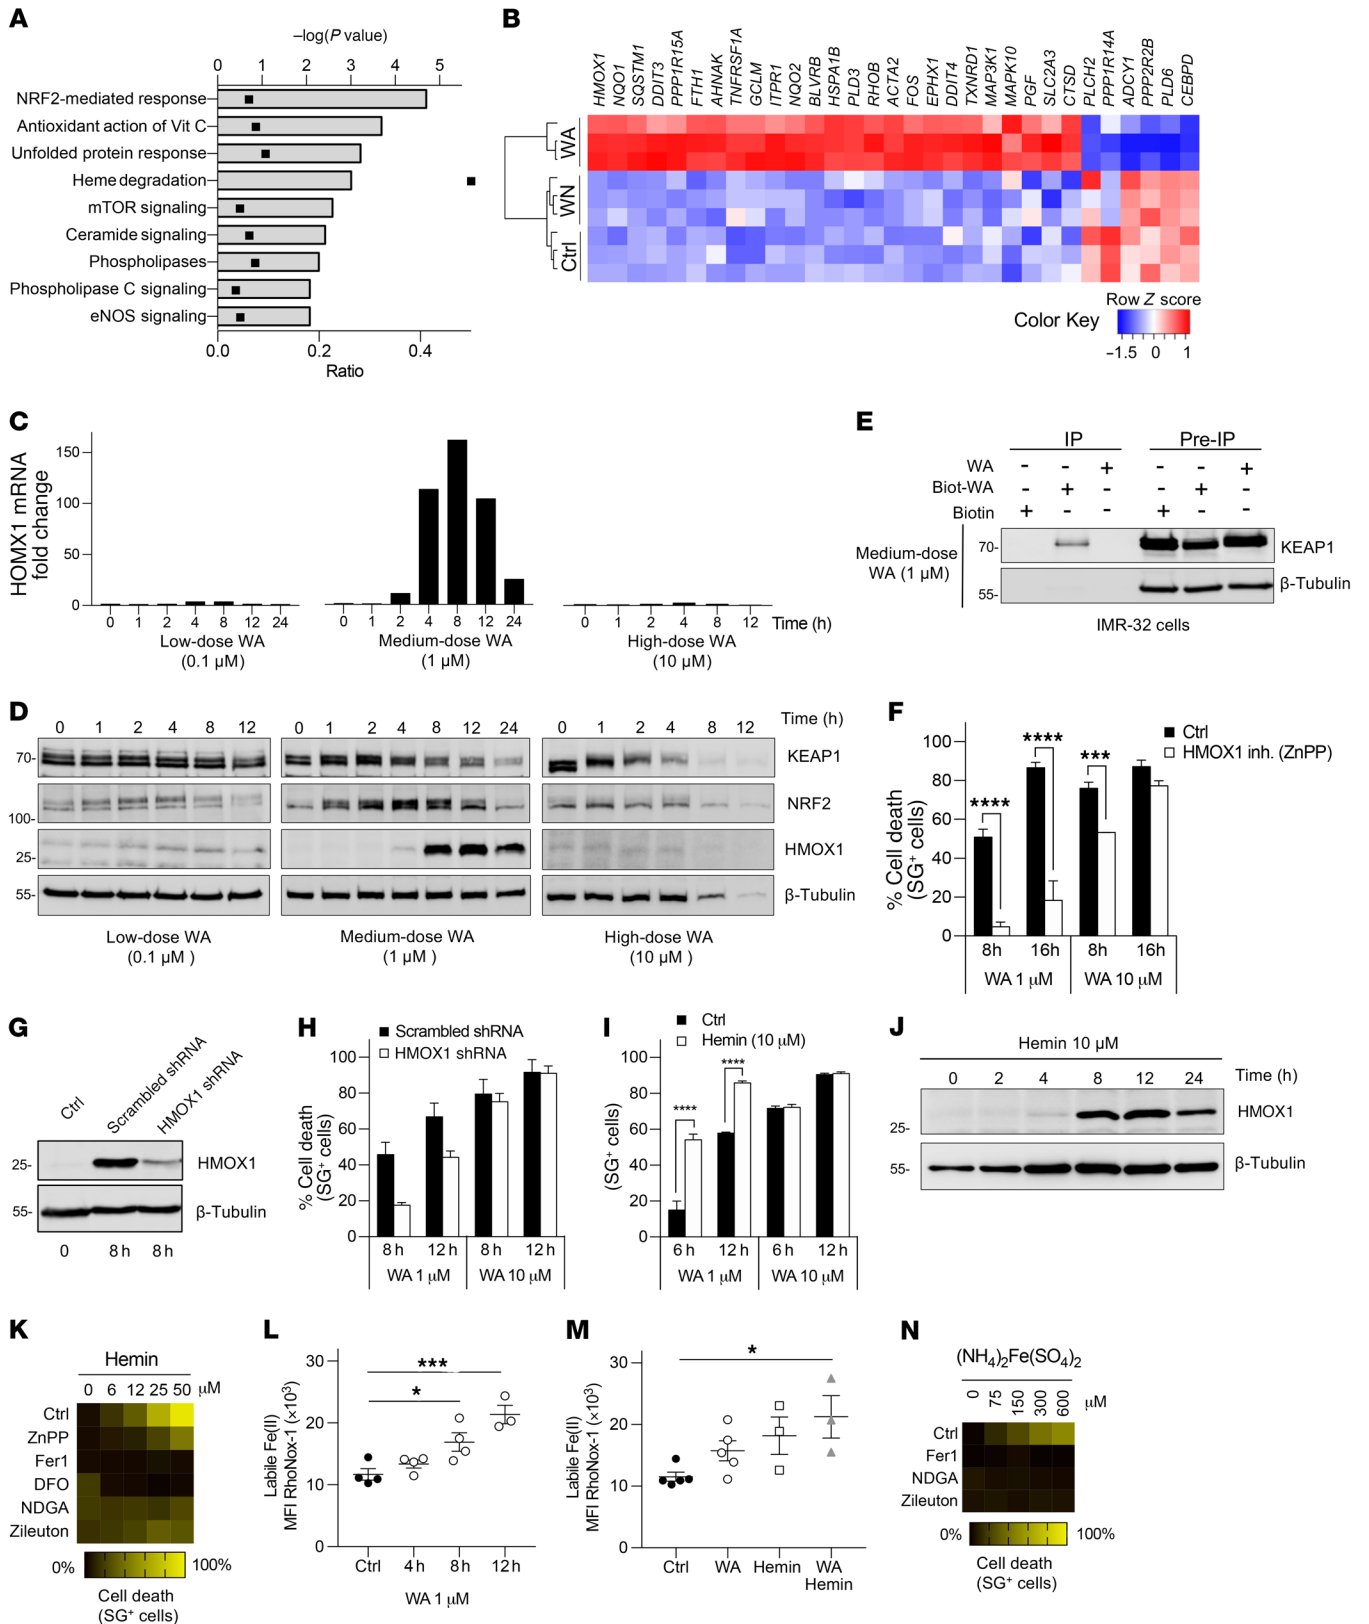 A
–log(P value)
0 1 2 3 4 5
NRF2-mediated response
Antioxidant action of Vit C
Unfolded protein response
Heme degradation
mTOR signaling
Ceramide signaling
Phospholipases
Phospholipase C signaling
eNOS signaling
0.0 0.2 0.4
Ratio
B
HMOX1 NQO1 SQSTM1 DDIT3 PPP1R15A FTH1 AHNAK TNFRSF1A GCLM ITPR1 NQO2 BLVRB HSPA1B PLD3 RHOB ACTA2 FOS EPHX1 DDIT4 TXNRD1 MAP3K1 MAPK10 PGF SLC2A3 CTSD PLCH2 PPP1R14A ADCY1 PPP2R2B PLD6 CEBPD
WA
WN
Ctrl
Row Z score
Color Key
–1.5 0 1
C
HOMX1 mRNA
fold change
150
100
50
0
0 1 2 4 8 12 24
0 1 2 4 8 12 24
0 1 2 4 8 12 Time (h)
Low-dose WA
(0.1 µM)
Medium-dose WA
(1 µM)
High-dose WA
(10 µM)
E
IP Pre-IP
WA - - + - - +
Biot-WA - + - - + -
Biotin + - - + - -
Medium-dose
WA (1 µM)
70- KEAP1
55- β-Tubulin
IMR-32 cells
D
0 1 2 4 8 12
0 1 2 4 8 12 24
0 1 2 4 8 12
Time (h)
70- KEAP1
100- NRF2
25- HMOX1
55- β-Tubulin
Low-dose WA
(0.1 µM)
Medium-dose WA
(1 µM )
High-dose WA
(10 µM )
F
Ctrl
HMOX1 inh. (ZnPP)
% Cell death
(SG+ cells)
100
80
60
40
20
0
**** **** ***
8h 16h 8h 16h
WA 1 µM WA 10 µM
G
Ctrl
Scrambled shRNA
HMOX1 shRNA
25- HMOX1
55- β-Tubulin
0 8 h 8 h
H
Scrambled shRNA
HMOX1 shRNA
% Cell death
(SG+ cells)
100
80
60
40
20
0
8 h 12 h 8 h 12 h
WA 1 µM WA 10 µM
I
Ctrl
Hemin (10 µM)
(SG+ cells)
100
80
60
40
20
0
**** ****
6 h 12 h 6 h 12 h
WA 1 µM WA 10 µM
J
Hemin 10 µM
0 2 4 8 12 24 Time (h)
HMOX1
25-
55- β-Tubulin
K
Hemin
0 6 12 25 50 µM
Ctrl
ZnPP
Fer1
DFO
NDGA
Zileuton
0% 100%
Cell death
(SG+ cells)
L
Labile Fe(II)
MFI RhoNox-1 (×10³)
30
20
10
0
***
*
Ctrl 4 h 8 h 12 h
WA 1 µM
M
Labile Fe(II)
MFI RhoNox-1 (×10³)
30
20
10
0
*
Ctrl WA Hemin WA
Hemin
N
(NH4)2Fe(SO4)2
0 75 150 300 600 µM
Ctrl
Fer1
NDGA
Zileuton
0% 100%
Cell death
(SG+ cells)